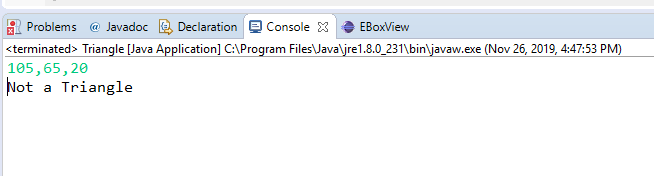 Problems @ Javadoc Declaration Console EBoxView
<terminated> Triangle [Java Application] C:\Program Files\Java\jre1.8.0_231\bin\javaw.exe (Nov 26, 2019, 4:47:53 PM)
105,65,20
Not a Triangle